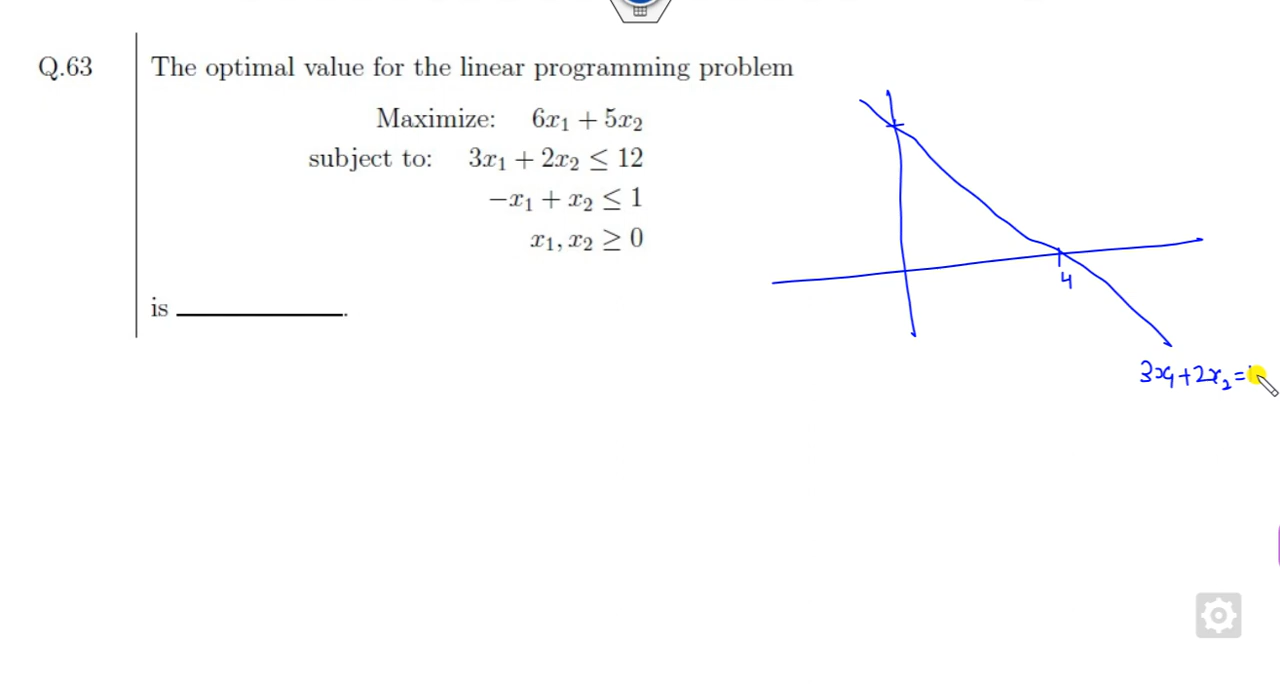 Q.63 The optimal value for the linear programming problem
Maximize: 6x₁ + 5x₂
subject to: 3x₁ + 2x₂ ≤ 12
−x₁ + x₂ ≤ 1
x₁, x₂ ≥ 0
is ____________.
4
3x₁+2x₂=